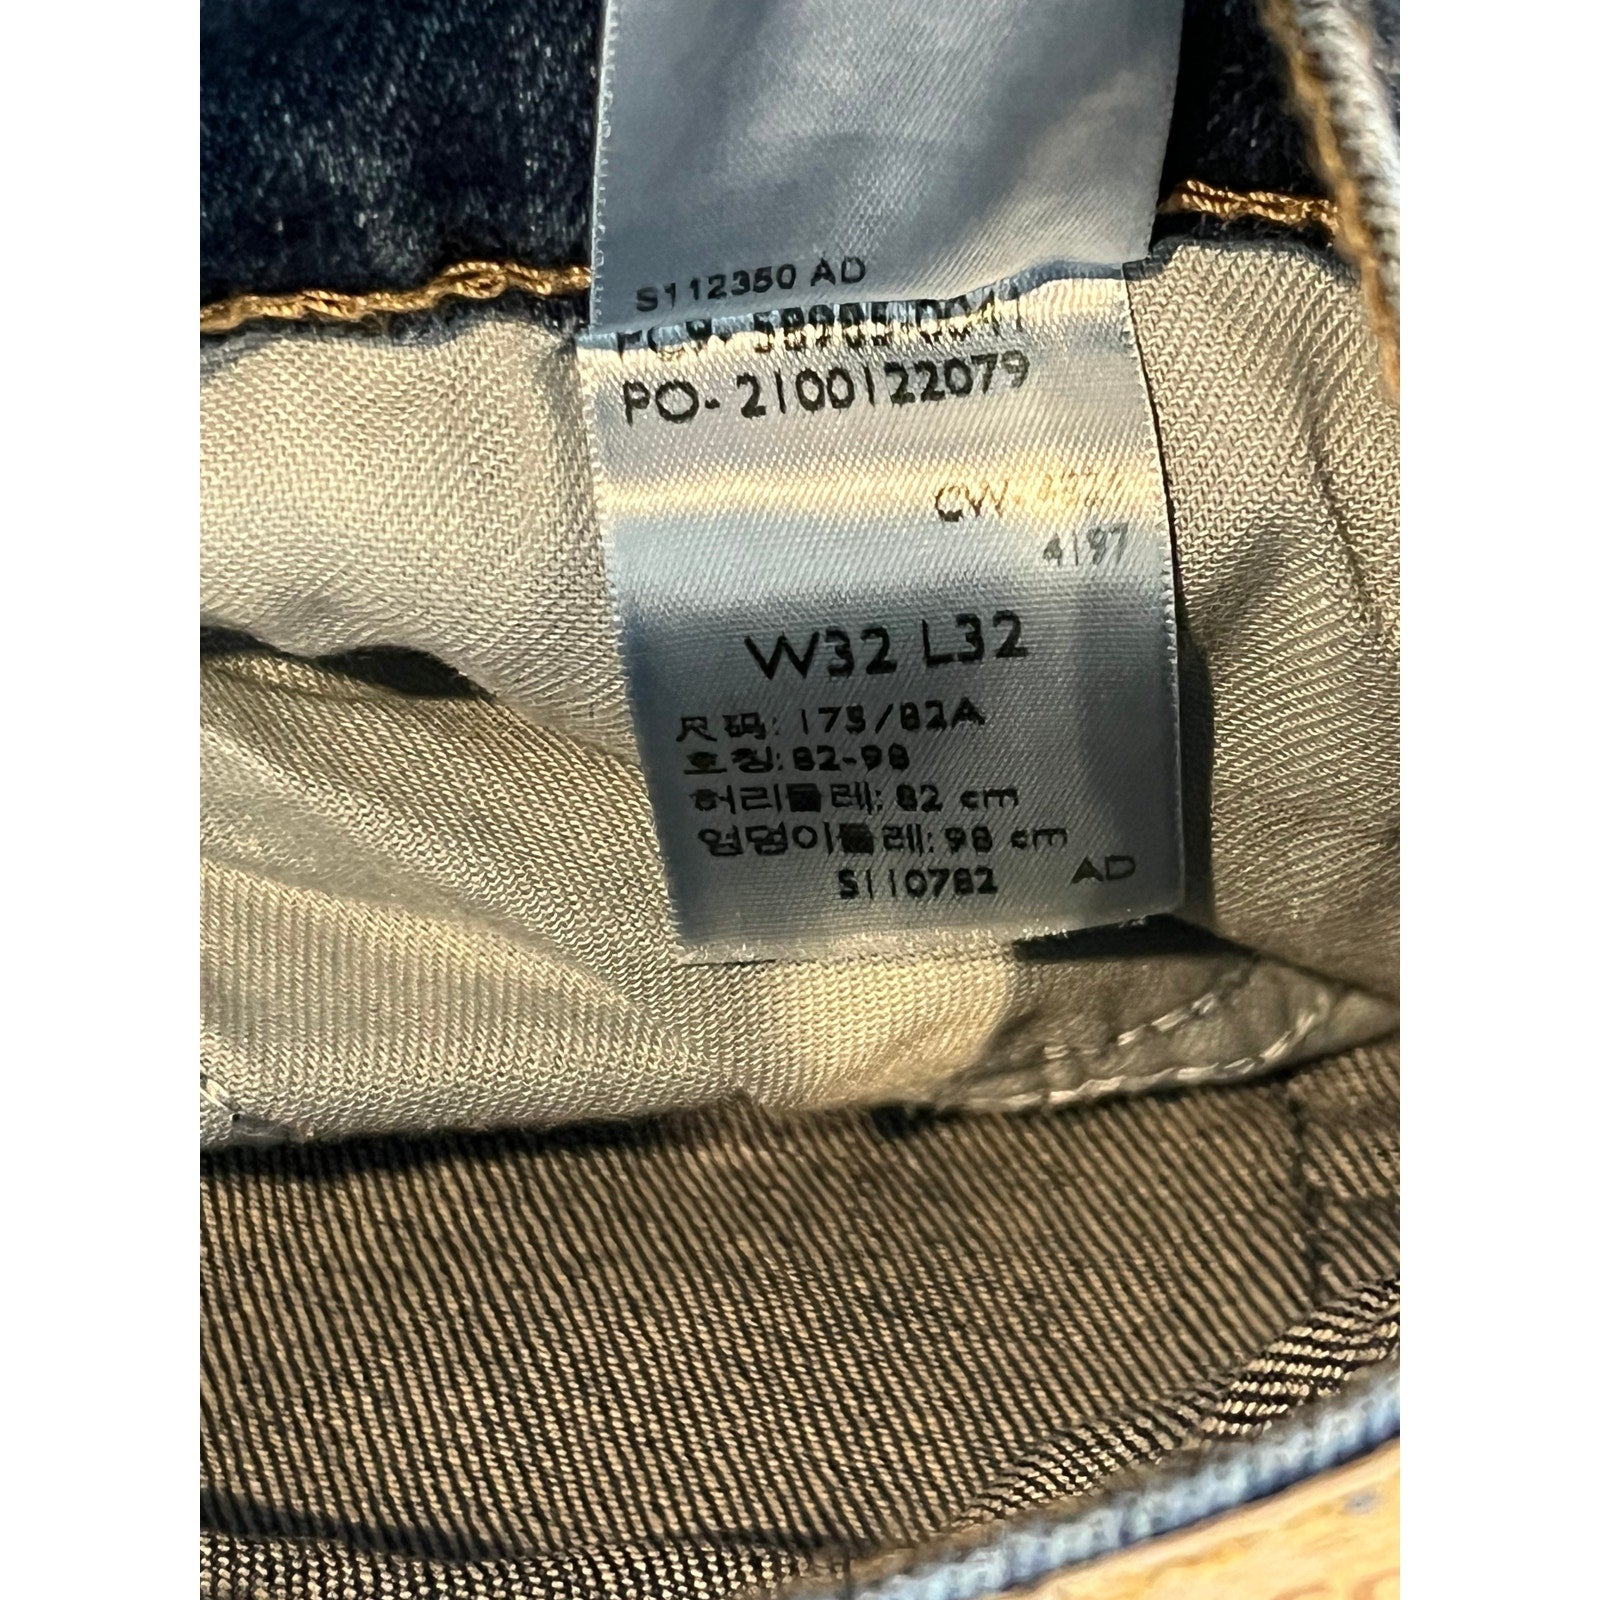 S112350 AD
PO- 2100122079
CW
4197
W32 L32
尺码: 175/82A
호칭: 82-98
허리둘레: 82 cm
엉덩이둘레: 98 cm
S110782 AD